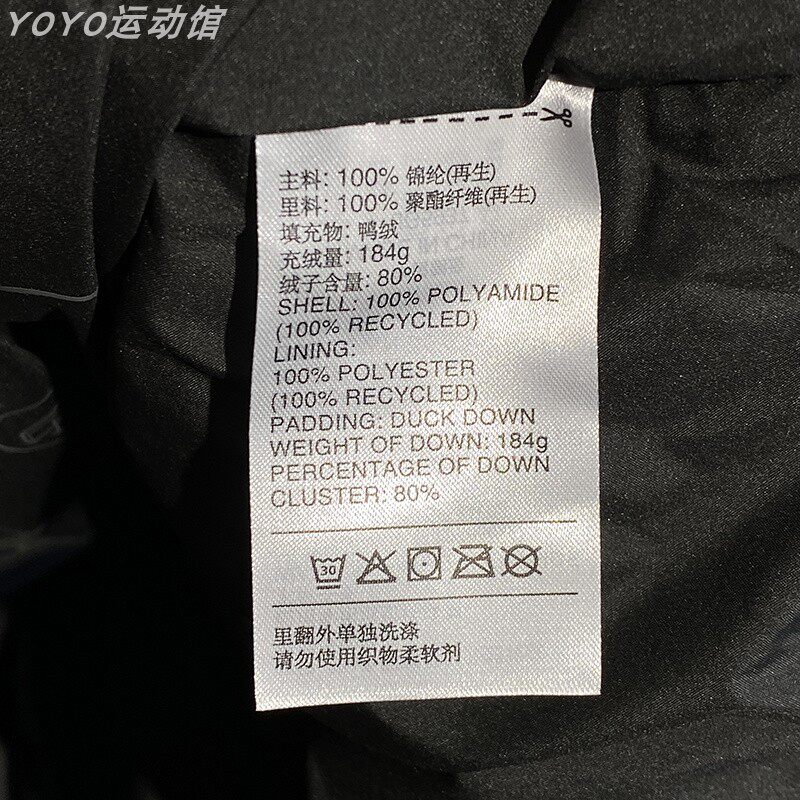 YOYO运动馆
主料: 100% 锦纶(再生)
里料: 100% 聚酯纤维(再生)
填充物: 鸭绒
充绒量: 184g
绒子含量: 80%
SHELL: 100% POLYAMIDE
(100% RECYCLED)
LINING:
100% POLYESTER
(100% RECYCLED)
PADDING: DUCK DOWN
WEIGHT OF DOWN: 184g
PERCENTAGE OF DOWN
CLUSTER: 80%
30
里翻外单独洗涤
请勿使用织物柔软剂